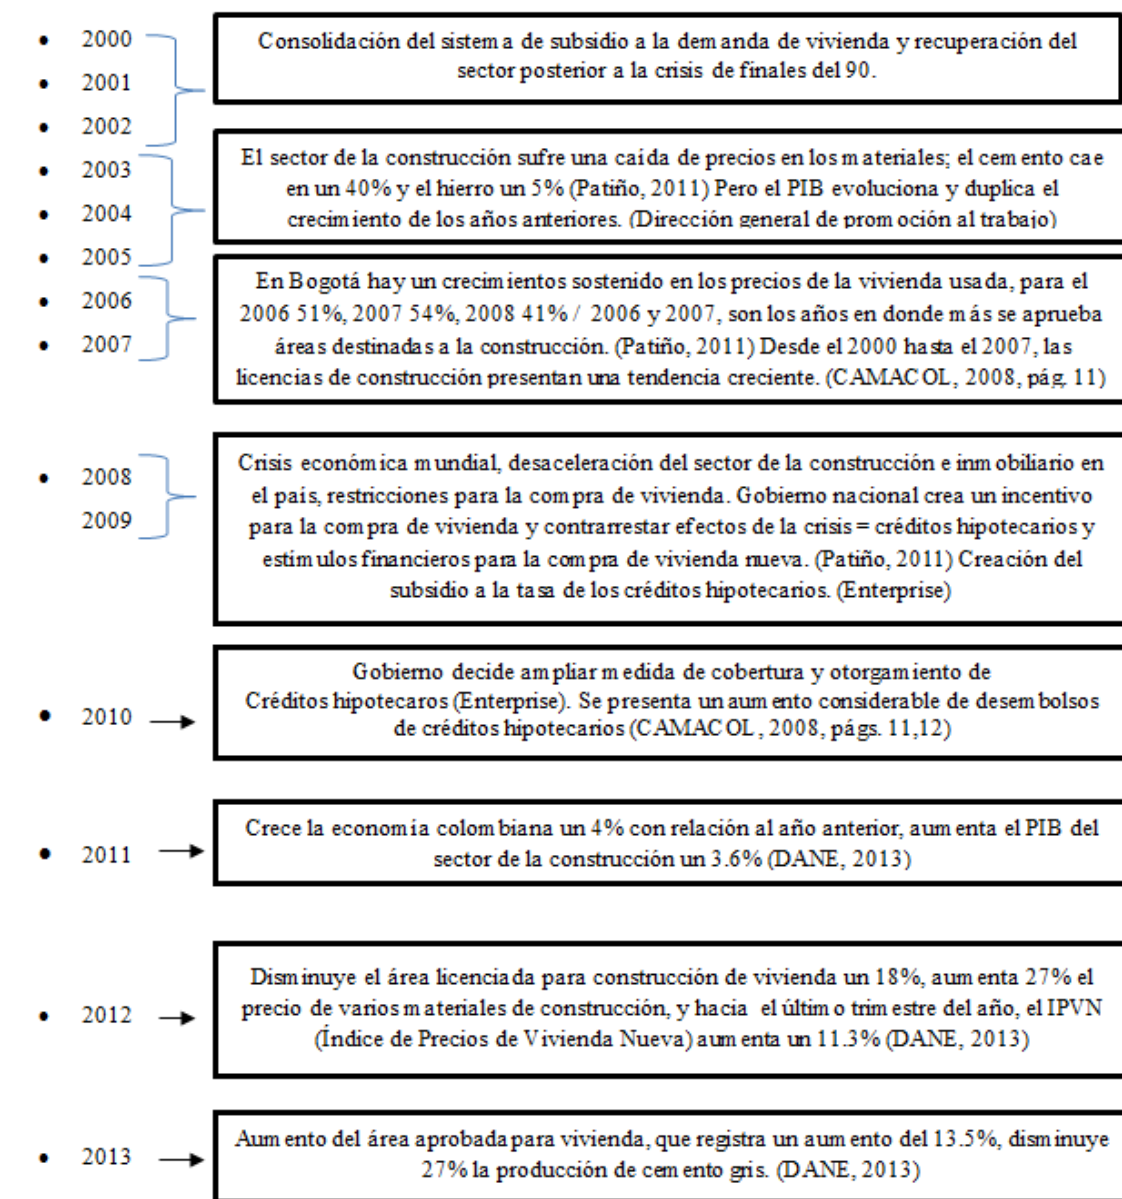 • 2000
• 2001
• 2002
Consolidación del sistema de subsidio a la demanda de vivienda y recuperación del
sector posterior a la crisis de finales del 90.
• 2003
• 2004
• 2005
El sector de la construcción sufre una caída de precios en los materiales; el cemento cae
en un 40% y el hierro un 5% (Patiño, 2011) Pero el PIB evoluciona y duplica el
crecimiento de los años anteriores. (Dirección general de promoción al trabajo)
• 2006
• 2007
En Bogotá hay un crecimientos sostenido en los precios de la vivienda usada, para el
2006 51%, 2007 54%, 2008 41% / 2006 y 2007, son los años en donde más se aprueba
áreas destinadas a la construcción. (Patiño, 2011) Desde el 2000 hasta el 2007, las
licencias de construcción presentan una tendencia creciente. (CAMACOL, 2008, pág. 11)
• 2008
2009
Crisis económica mundial, desaceleración del sector de la construcción e inmobiliario en
el país, restricciones para la compra de vivienda. Gobierno nacional crea un incentivo
para la compra de vivienda y contrarrestar efectos de la crisis = créditos hipotecarios y
estímulos financieros para la compra de vivienda nueva. (Patiño, 2011) Creación del
subsidio a la tasa de los créditos hipotecarios. (Enterprise)
• 2010
Gobierno decide ampliar medida de cobertura y otorgamiento de
Créditos hipotecaros (Enterprise). Se presenta un aumento considerable de desembolsos
de créditos hipotecarios (CAMACOL, 2008, págs. 11,12)
• 2011
Crece la economía colombiana un 4% con relación al año anterior, aumenta el PIB del
sector de la construcción un 3.6% (DANE, 2013)
• 2012
Disminuye el área licenciada para construcción de vivienda un 18%, aumenta 27% el
precio de varios materiales de construcción, y hacia el último trimestre del año, el IPVN
(Índice de Precios de Vivienda Nueva) aumenta un 11.3% (DANE, 2013)
• 2013
Aumento del área aprobada para vivienda, que registra un aumento del 13.5%, disminuye
27% la producción de cemento gris. (DANE, 2013)